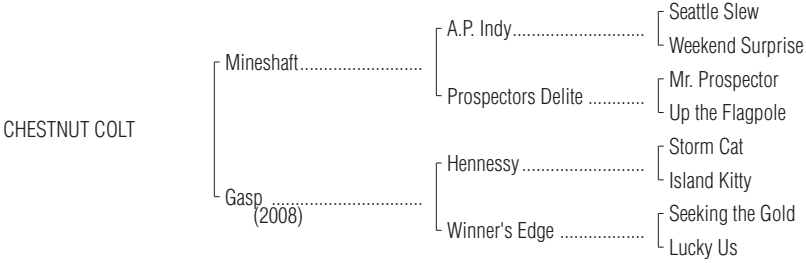 Seattle Slew
A.P. Indy............................
Weekend Surprise
Mineshaft..........................
Mr. Prospector
Prospectors Delite ............
Up the Flagpole
CHESTNUT COLT
Storm Cat
Hennessy..........................
Island Kitty
Gasp ................................
(2008)
Seeking the Gold
Winner's Edge ..................
Lucky Us